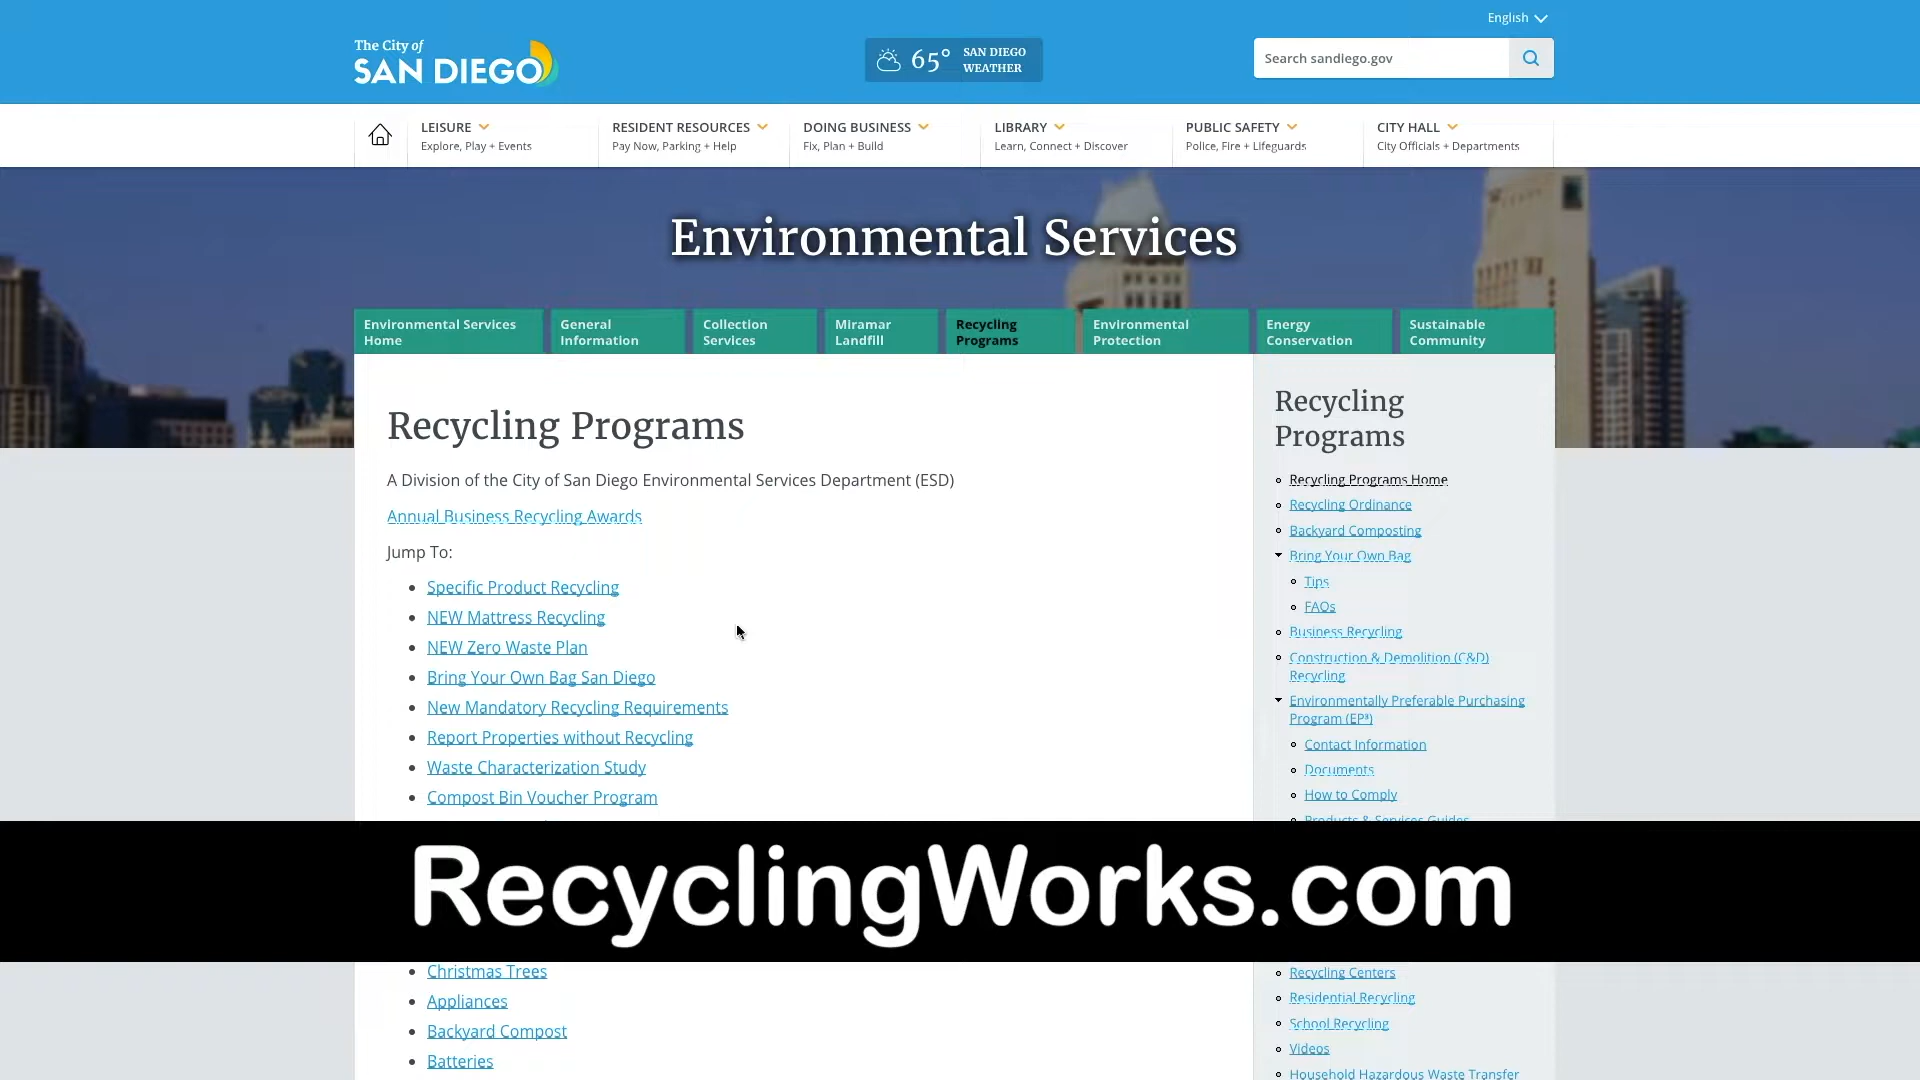 English
The City of
SAN DIEGO
65°
SAN DIEGO
WEATHER
Search sandiego.gov
LEISURE
Explore, Play + Events
RESIDENT RESOURCES
Pay Now, Parking + Help
DOING BUSINESS
Fix, Plan + Build
LIBRARY
Learn, Connect + Discover
PUBLIC SAFETY
Police, Fire + Lifeguards
CITY HALL
City Officials + Departments
Environmental Services
Environmental Services
Home
General
Information
Collection
Services
Miramar
Landfill
Recycling
Programs
Environmental
Protection
Energy
Conservation
Sustainable
Community
Recycling Programs
A Division of the City of San Diego Environmental Services Department (ESD)
Annual Business Recycling Awards
Jump To:
Specific Product Recycling
NEW Mattress Recycling
NEW Zero Waste Plan
Bring Your Own Bag San Diego
New Mandatory Recycling Requirements
Report Properties without Recycling
Waste Characterization Study
Compost Bin Voucher Program
Recycling
Programs
Recycling Programs Home
Recycling Ordinance
Backyard Composting
Bring Your Own Bag
Tips
FAQs
Business Recycling
Construction & Demolition (C&D)
Recycling
Environmentally Preferable Purchasing
Program (EP³)
Contact Information
Documents
How to Comply
Products & Services Guides
RecyclingWorks.com
Christmas Trees
Appliances
Backyard Compost
Batteries
Recycling Centers
Residential Recycling
School Recycling
Videos
Household Hazardous Waste Transfer